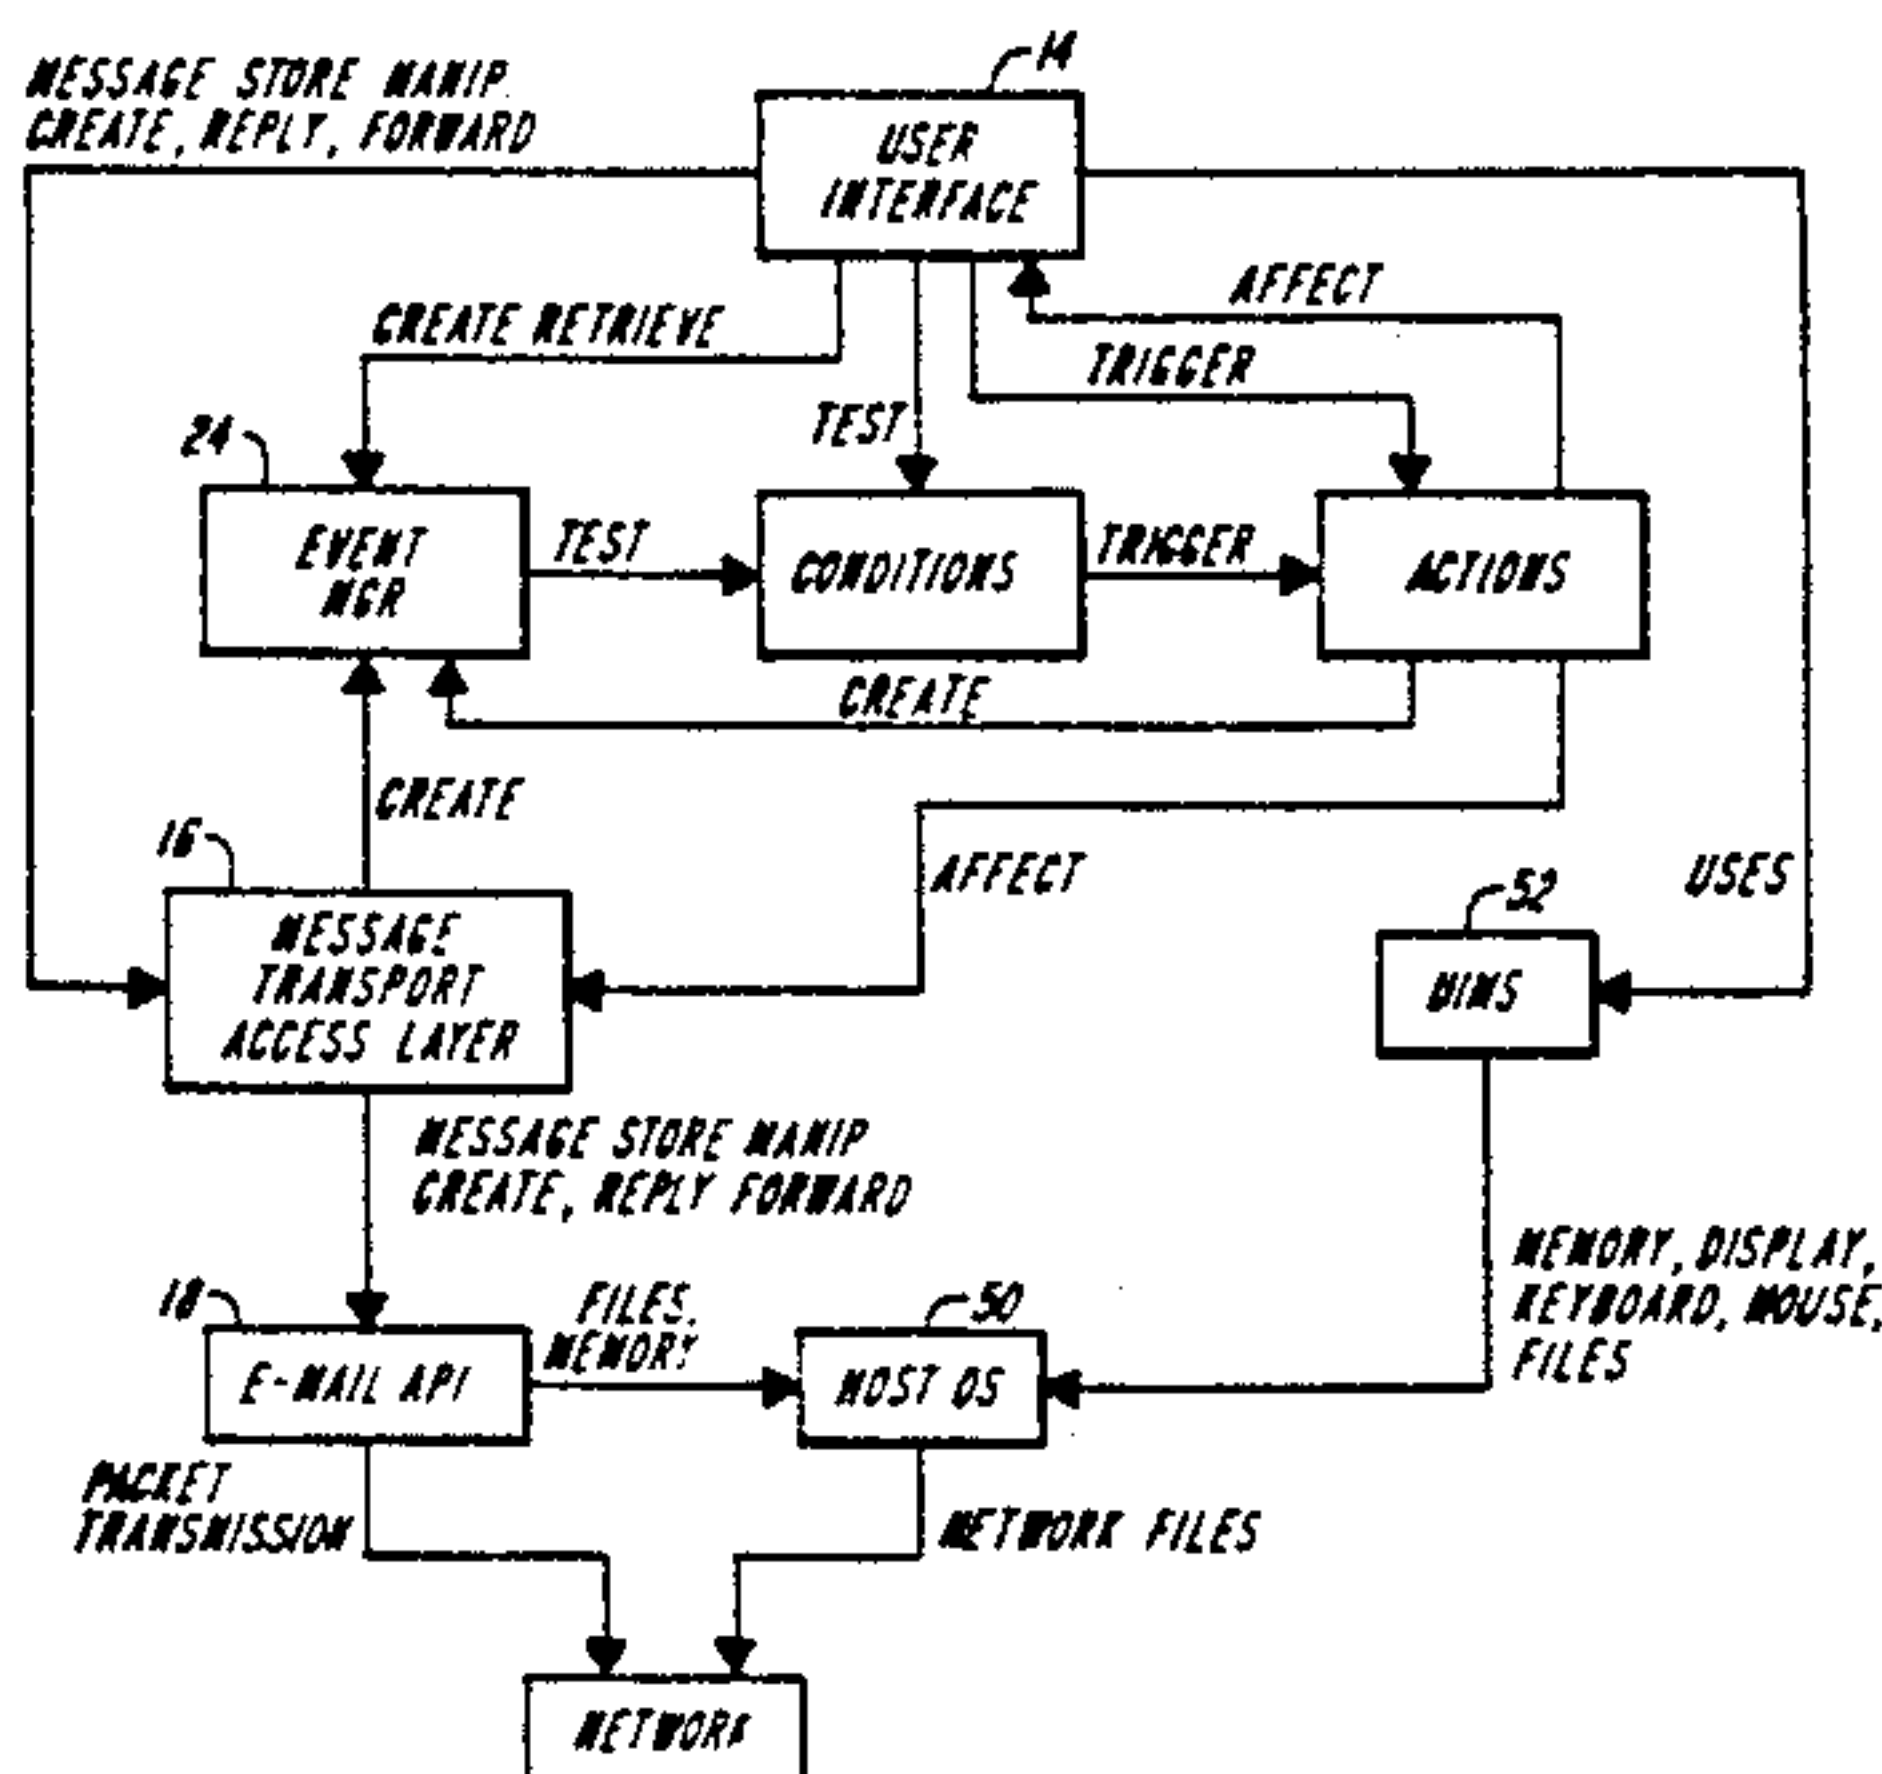 14
MESSAGE STORE MANIP.
CREATE, REPLY, FORWARD
USER
INTERFACE
AFFECT
CREATE RETRIEVE
TRIGGER
TEST
24
EVENT
MGR
TEST
CONDITIONS
TRIGGER
ACTIONS
CREATE
CREATE
16
AFFECT
USES
MESSAGE
TRANSPORT
ACCESS LAYER
52
MESSAGE STORE MANIP
CREATE, REPLY FORWARD
MEMORY, DISPLAY,
KEYBOARD, MOUSE,
FILES
18
FILES,
MEMORY
50
E-MAIL API
HOST OS
PACKET
TRANSMISSION
NETWORK FILES
NETWORK